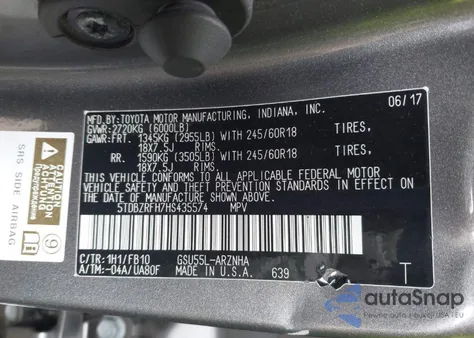 MFD. BY: TOYOTA MOTOR MANUFACTURING, INDIANA, INC.
06/17
GVWR: 2720KG (6000LB)
GAWR: FRT. 1345KG (2955LB) WITH 245/60R18 TIRES,
18X7.5J RIMS.
RR. 1590KG (3505LB) WITH 245/60R18 TIRES,
18X7.5J RIMS.
THIS VEHICLE CONFORMS TO ALL APPLICABLE FEDERAL MOTOR
VEHICLE SAFETY AND THEFT PREVENTION STANDARDS IN EFFECT ON
THE DATE OF MANUFACTURE SHOWN ABOVE.
5TDBZRFH7HS435574 MPV
C/TR: 1H1/FB10 GSU55L-ARZNHA
A/TM: -04A/UA80F MADE IN U.S.A. 639
T
SRS SIDE AIRBAG
9
autoSnap